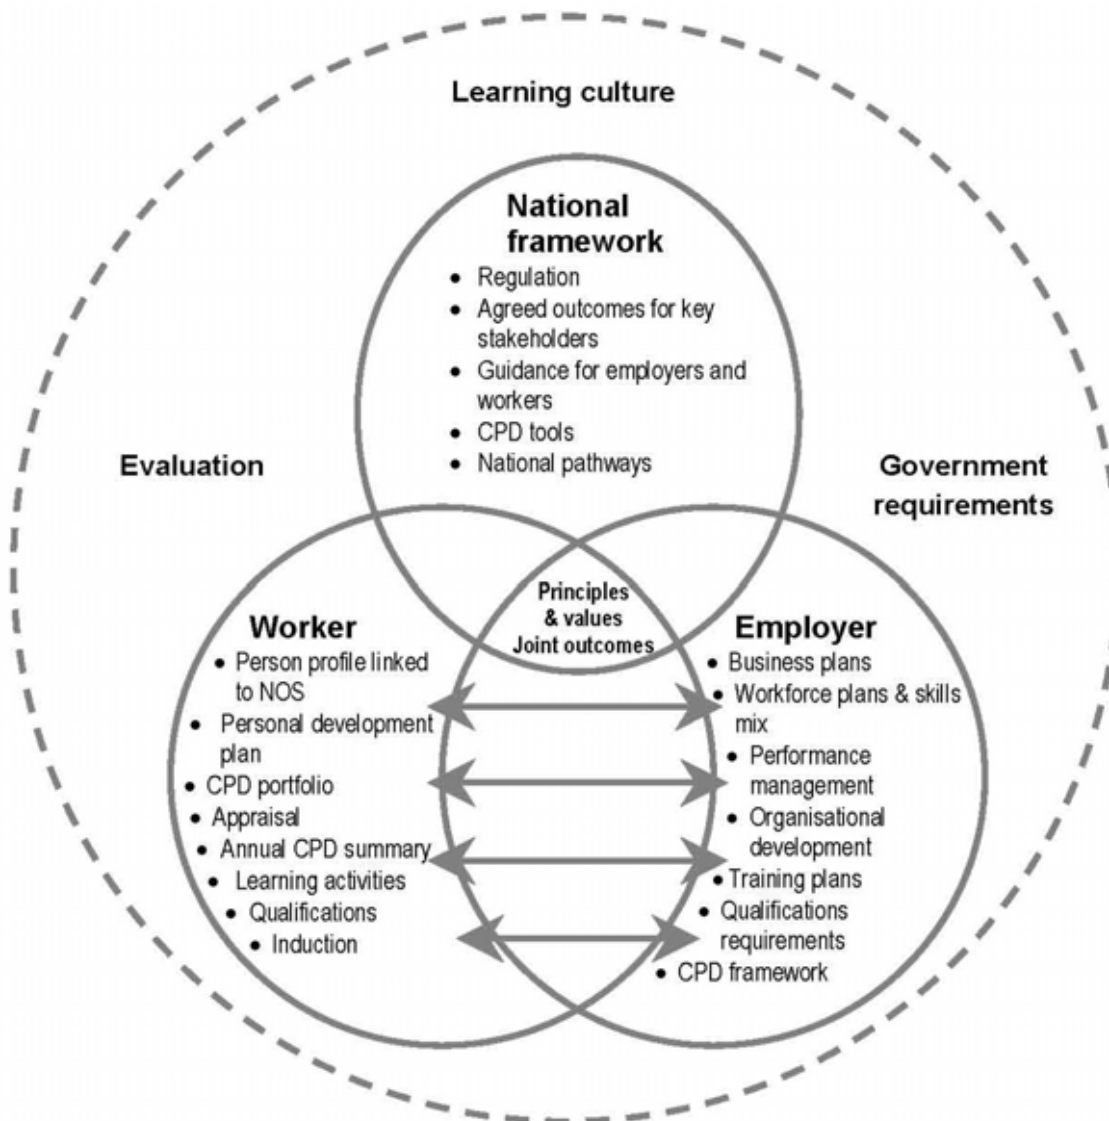 Learning culture
National
framework
• Regulation
• Agreed outcomes for key
stakeholders
• Guidance for employers and
workers
• CPD tools
• National pathways
Evaluation
Government
requirements
Principles
& values
Joint outcomes
Worker
• Person profile linked
to NOS
• Personal development
plan
• CPD portfolio
• Appraisal
• Annual CPD summary
• Learning activities
• Qualifications
• Induction
Employer
• Business plans
• Workforce plans & skills
mix
• Performance
management
• Organisational
development
• Training plans
• Qualifications
requirements
• CPD framework